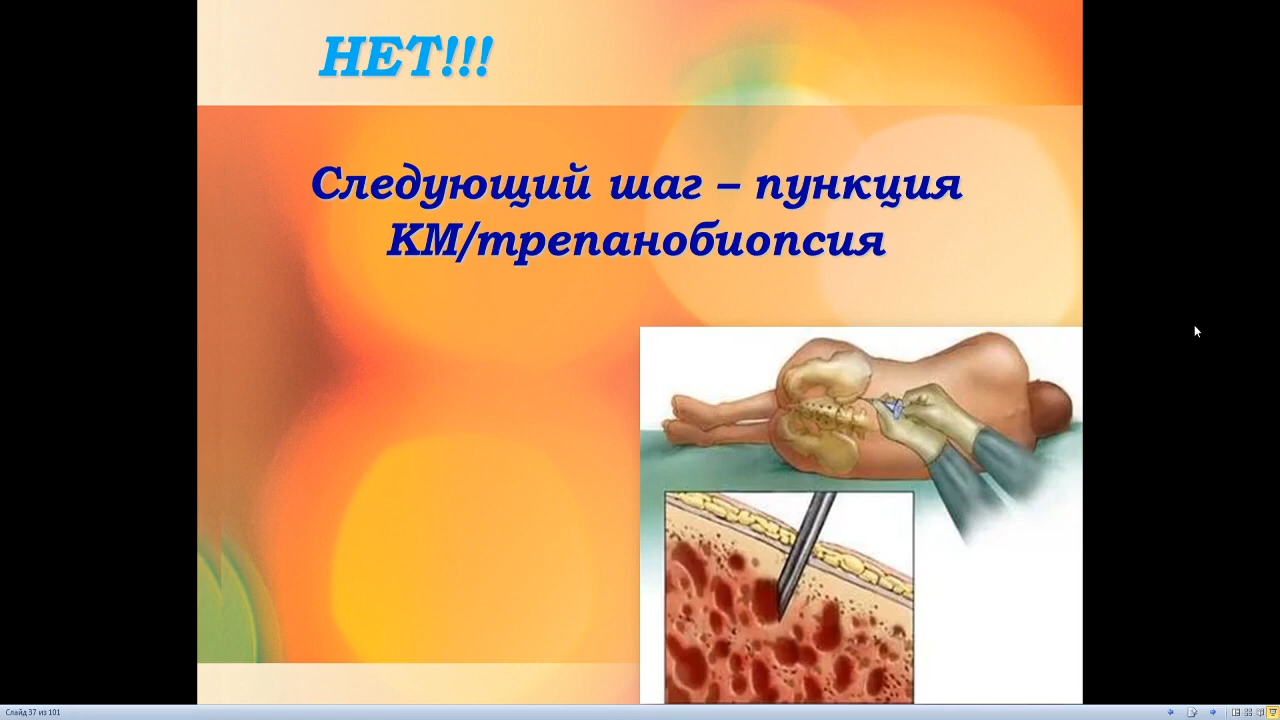 НЕТ!!!
Следующий шаг – пункция
КМ/трепанобиопсия
Слайд 37 из 101